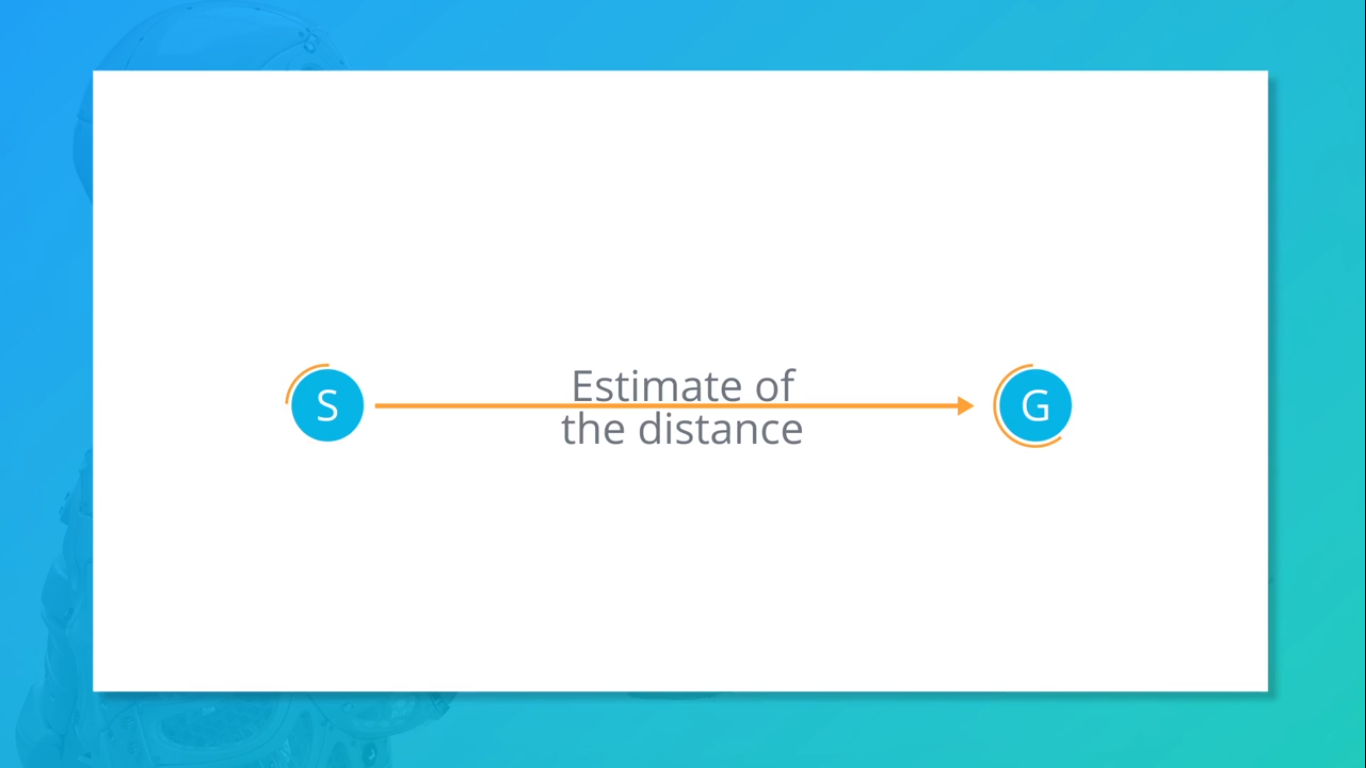 Estimate of
S
G
the distance